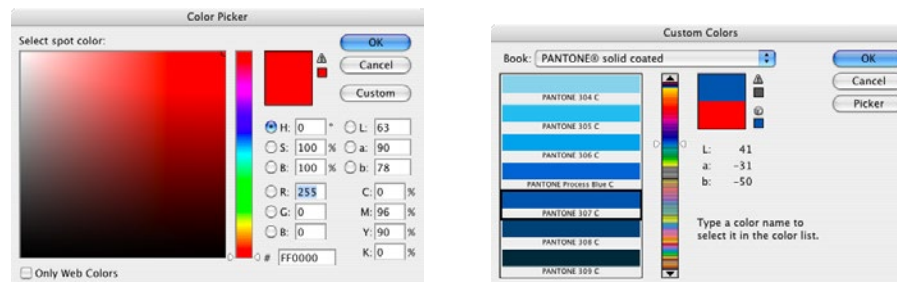 Color Picker
Select spot color:
OK
Cancel
Custom
H: 0 °
L: 63
S: 100 %
a: 90
B: 100 %
b: 78
R: 255
C: 0 %
G: 0
M: 96 %
B: 0
Y: 90 %
# FF0000
K: 0 %
Only Web Colors
Custom Colors
Book: PANTONE® solid coated
OK
Cancel
Picker
PANTONE 304 C
PANTONE 305 C
PANTONE 306 C
PANTONE Process Blue C
PANTONE 307 C
PANTONE 308 C
PANTONE 309 C
L: 41
a: -31
b: -50
Type a color name to
select it in the color list.